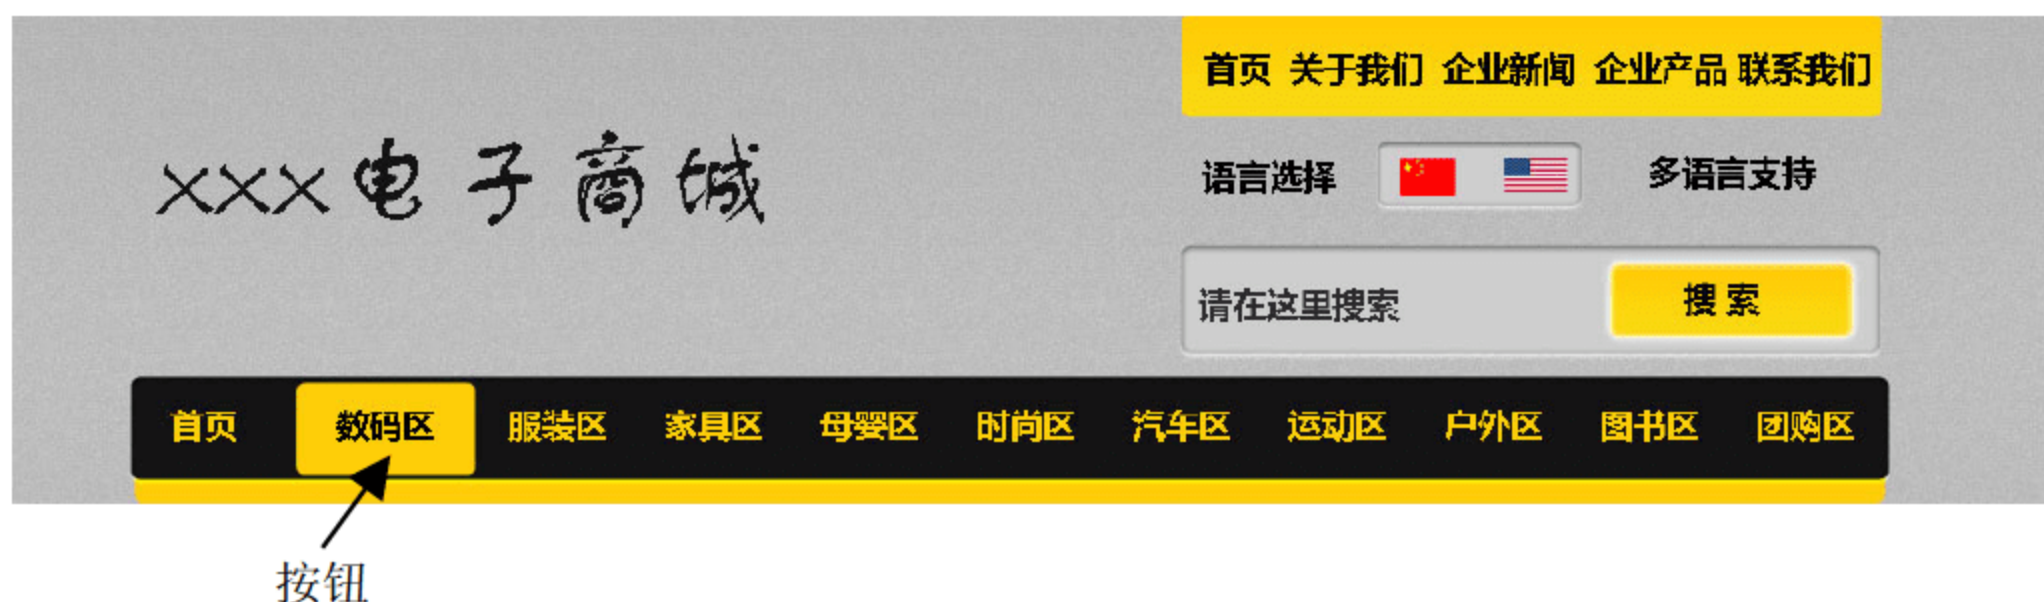 首页 关于我们 企业新闻 企业产品 联系我们
xxx电子商城
语言选择 多语言支持
请在这里搜索 搜索
首页 数码区 服装区 家具区 母婴区 时尚区 汽车区 运动区 户外区 图书区 团购区
按钮